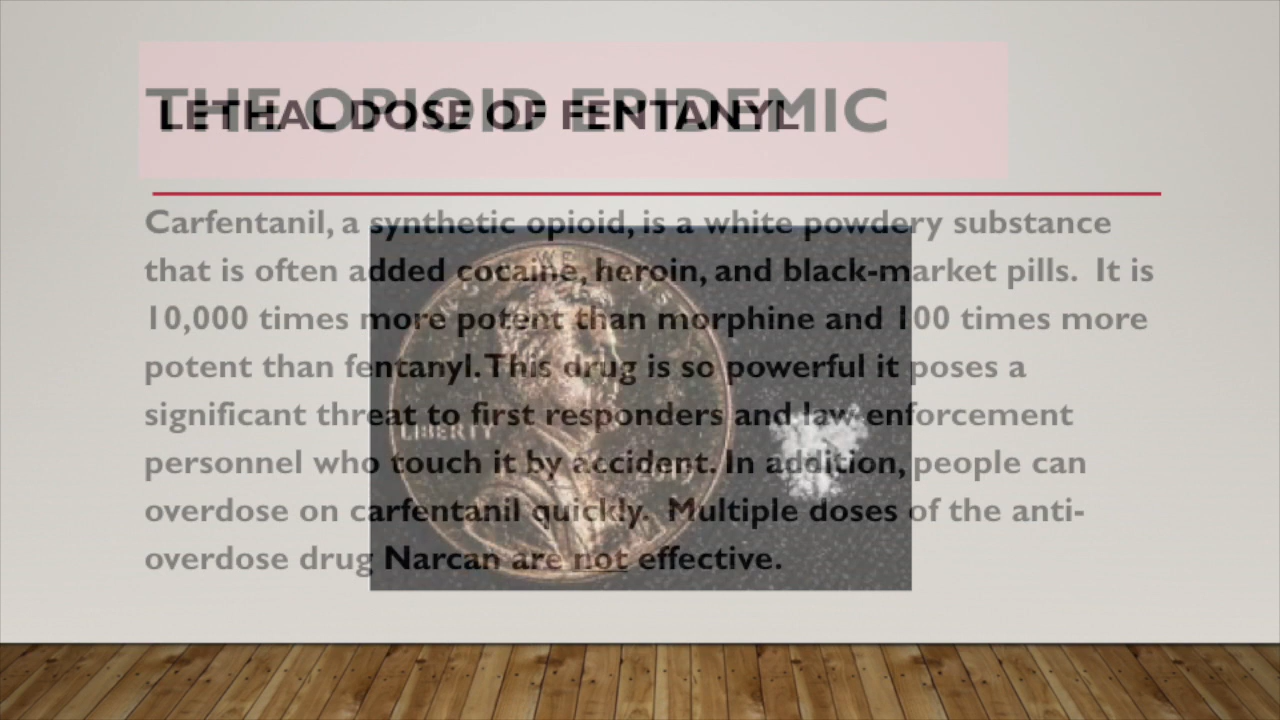 THE OPIOID EPIDEMIC
LETHAL DOSE OF FENTANYL
Carfentanil, a synthetic opioid, is a white powdery substance
that is often added cocaine, heroin, and black-market pills. It is
10,000 times more potent than morphine and 100 times more
potent than fentanyl. This drug is so powerful it poses a
significant threat to first responders and law enforcement
personnel who touch it by accident. In addition, people can
overdose on carfentanil quickly. Multiple doses of the anti-
overdose drug Narcan are not effective.
LIBERTY